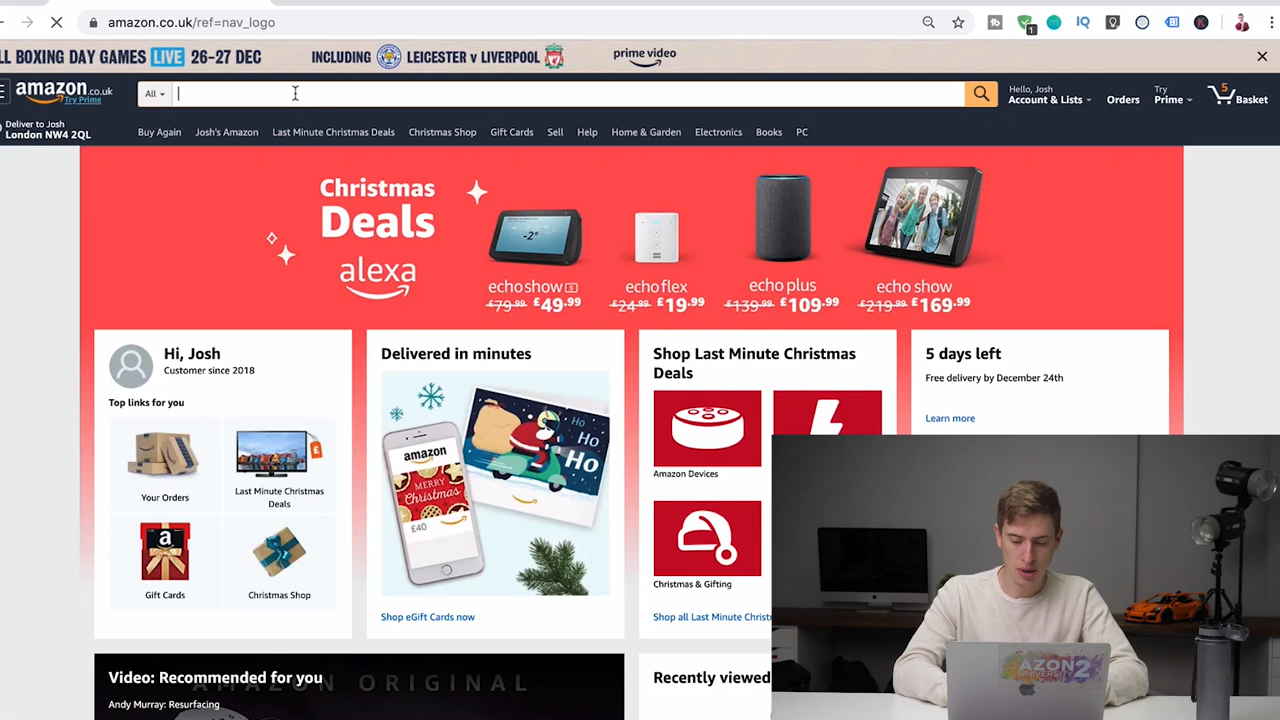 amazon.co.uk/ref=nav_logo
1
LL BOXING DAY GAMES LIVE 26-27 DEC
INCLUDING LEICESTER v LIVERPOOL
prime video
amazon.co.uk
Try Prime
All
Hello, Josh
Account & Lists
Orders
Try
Prime
5
Basket
Deliver to Josh
London NW4 2QL
Buy Again
Josh's Amazon
Last Minute Christmas Deals
Christmas Shop
Gift Cards
Sell
Help
Home & Garden
Electronics
Books
PC
Christmas
Deals
alexa
-2°
echo show 5
£79.99 £49.99
echo flex
£24.99 £19.99
echo plus
£139.99 £109.99
echo show
£219.99 £169.99
Hi, Josh
Customer since 2018
Top links for you
Your Orders
Last Minute Christmas
Deals
Gift Cards
Christmas Shop
Delivered in minutes
amazon
MERRY
Christmas
£40
Ho
Ho
Ho
Shop eGift Cards now
Shop Last Minute Christmas
Deals
Amazon Devices
Christmas & Gifting
Shop all Last Minute Christ
5 days left
Free delivery by December 24th
Learn more
Video: Recommended for you
AMAZON ORIGINAL
Andy Murray: Resurfacing
Recently viewed
AZON
UNIVERSITY 2